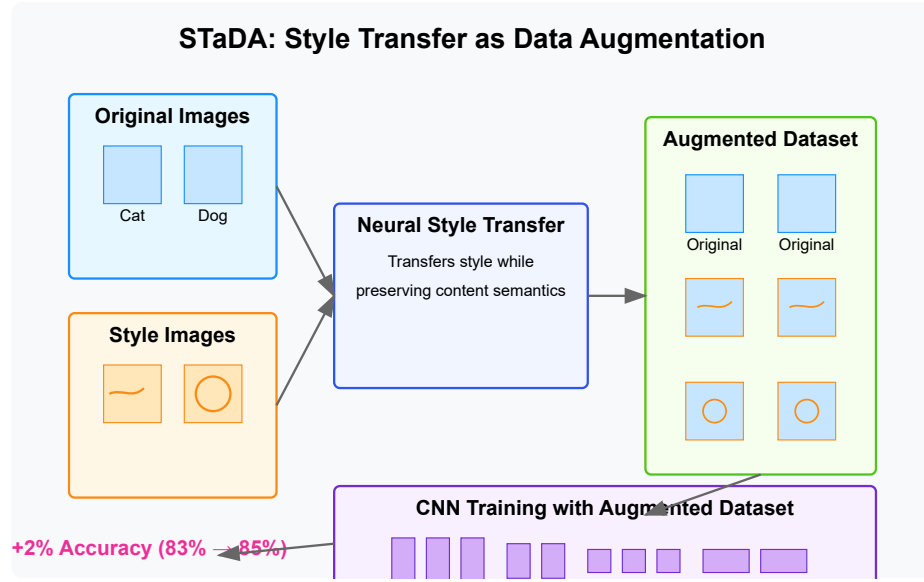 STaDA: Style Transfer as Data Augmentation
Original Images
Cat
Dog
Style Images
Neural Style Transfer
Transfers style while
preserving content semantics
Augmented Dataset
Original
Original
CNN Training with Augmented Dataset
+2% Accuracy (83% → 85%)